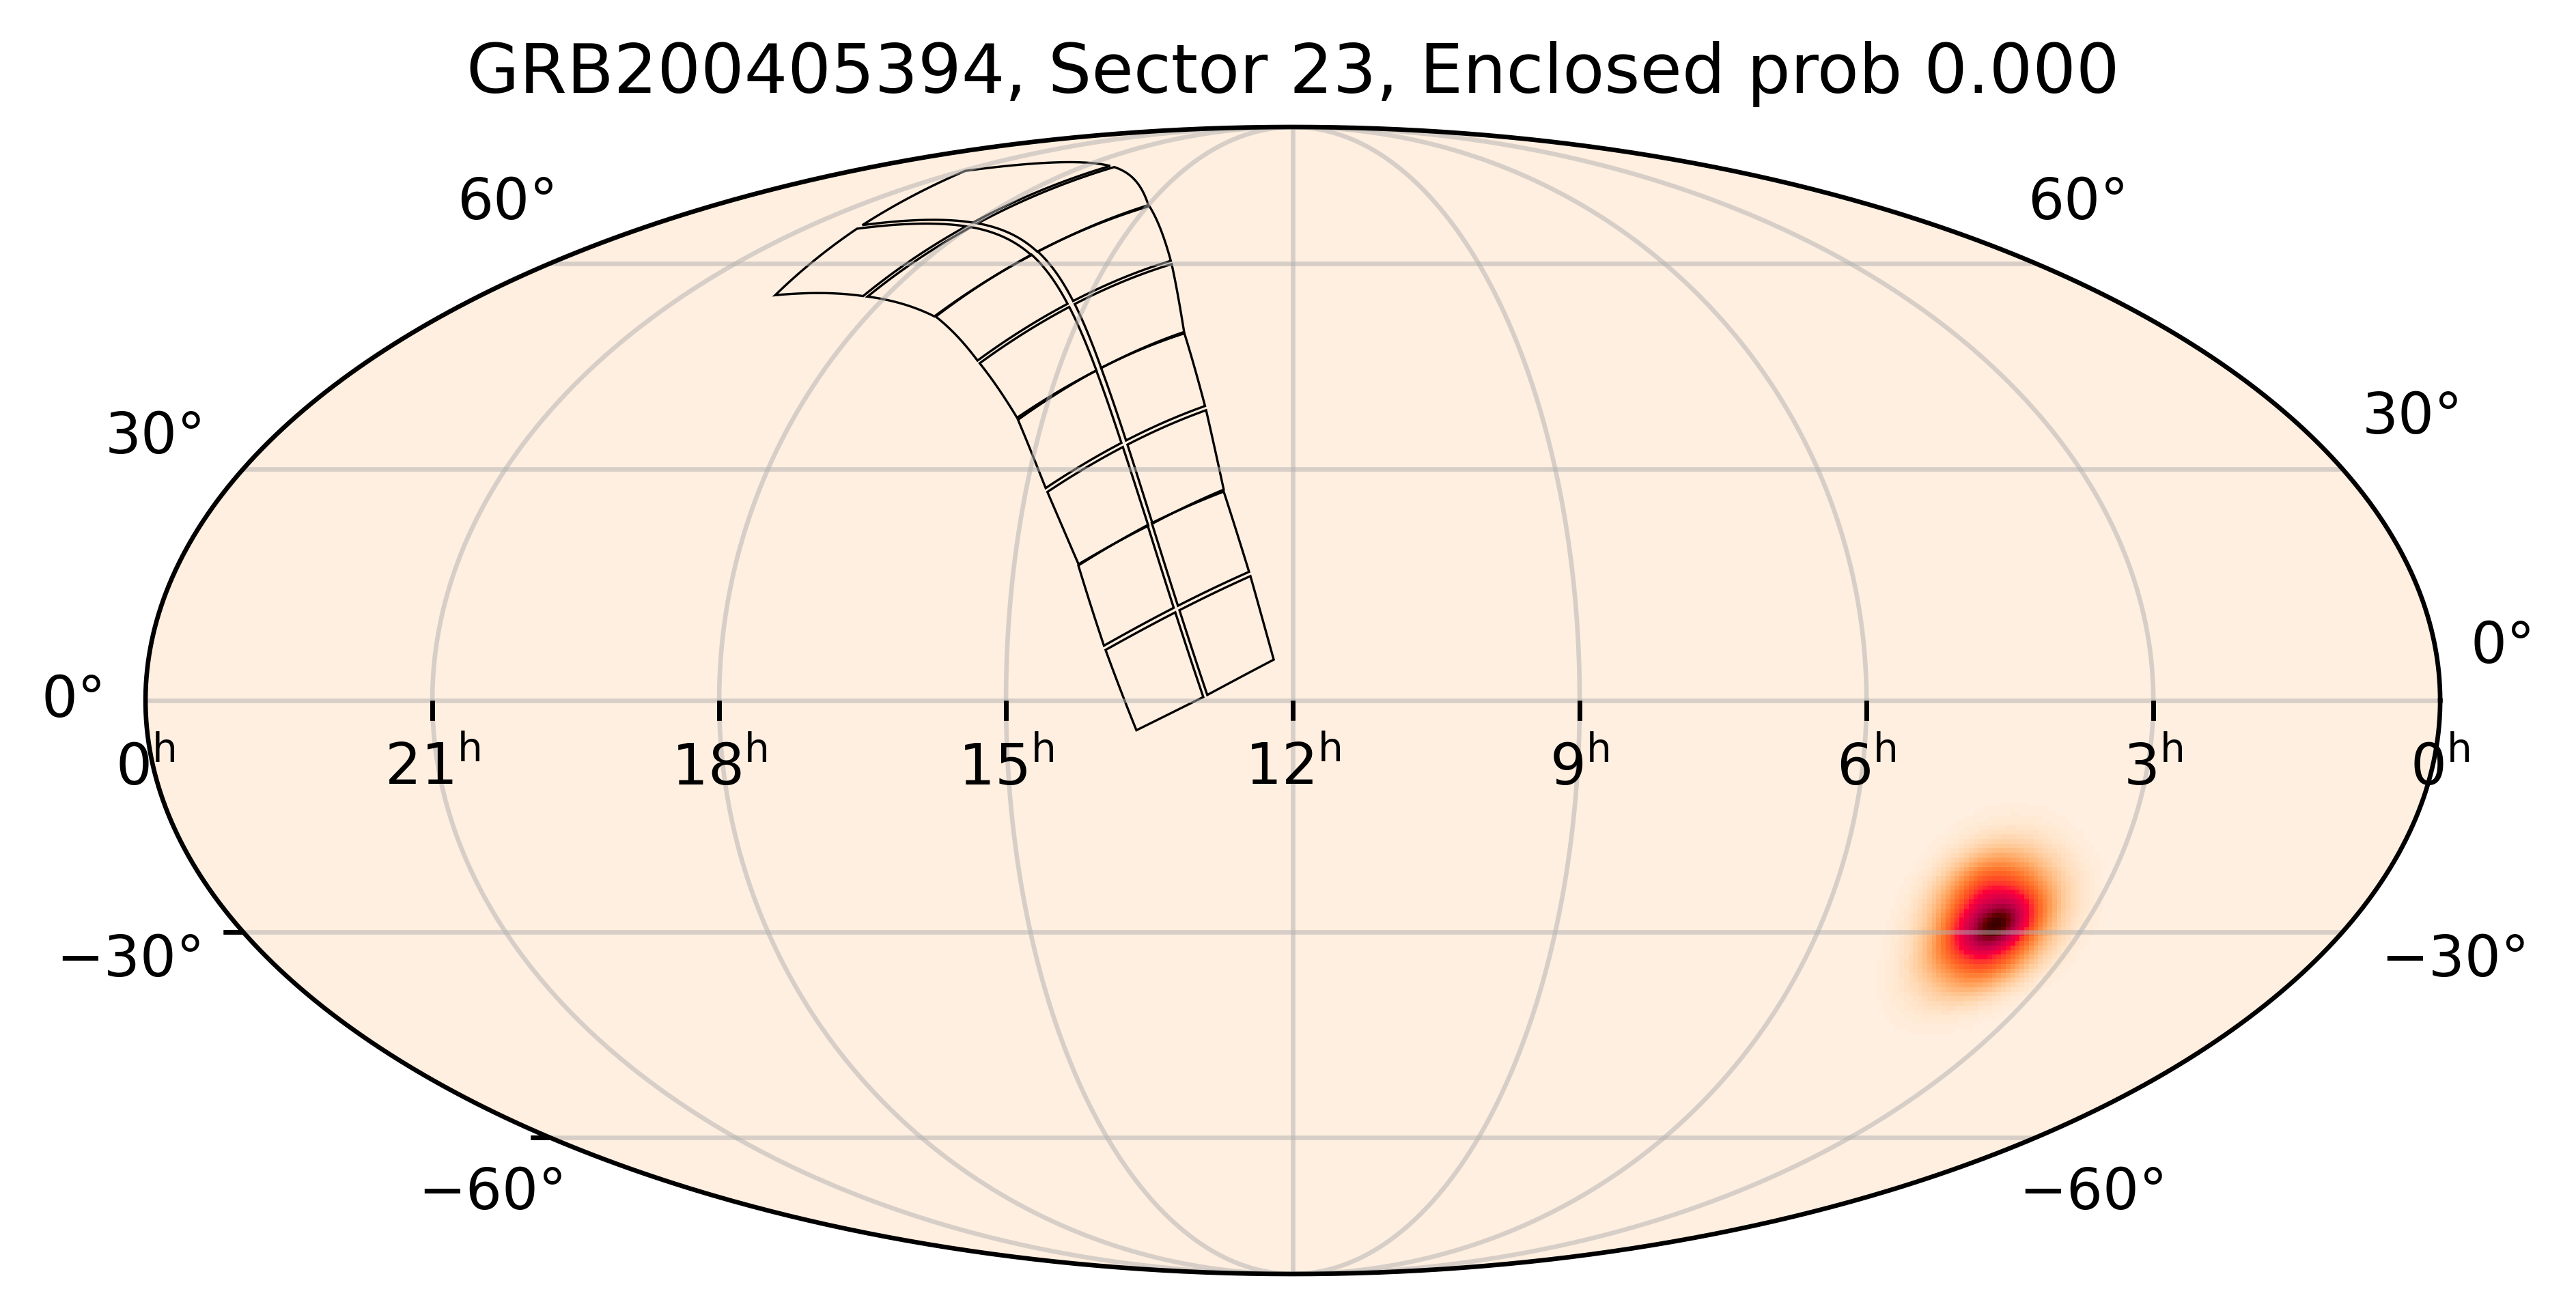 GRB200405394, Sector 23, Enclosed prob 0.000
60° 60°
30° 30°
0° 0°
0h 21h 18h 15h 12h 9h 6h 3h 0h
−30° −30°
−60° −60°